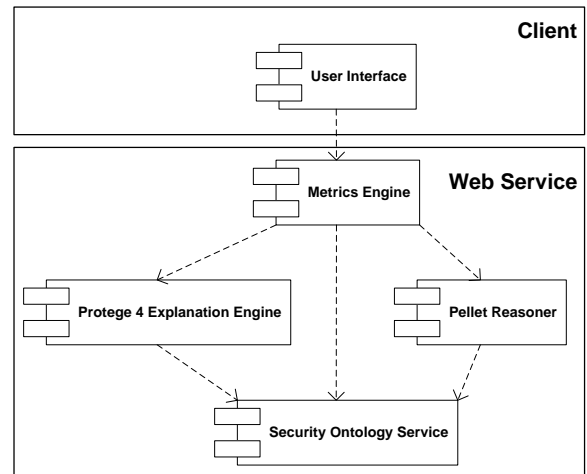 Client
User Interface
Web Service
Metrics Engine
Protege 4 Explanation Engine
Pellet Reasoner
Security Ontology Service